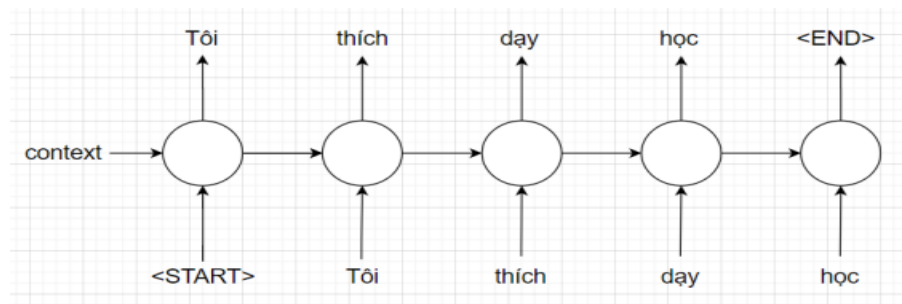 Tôi thích dạy học <END>
context
<START> Tôi thích dạy học